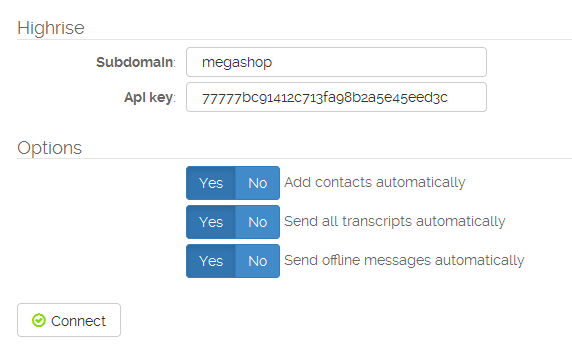 Highrise
Subdomain: megashop
Api key: 77777bc91412c713fa98b2a5e45eed3c
Options
Yes No Add contacts automatically
Yes No Send all transcripts automatically
Yes No Send offline messages automatically
Connect